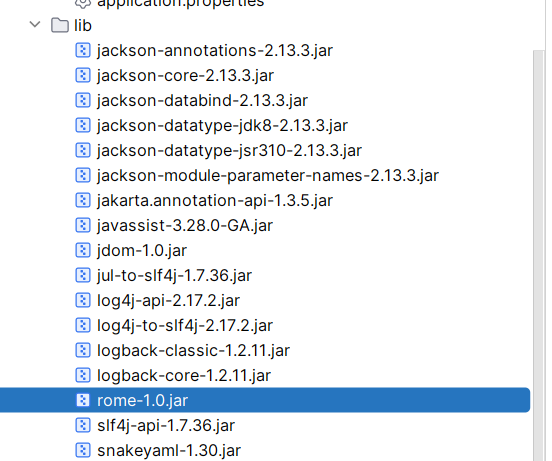 application.properties
lib
jackson-annotations-2.13.3.jar
jackson-core-2.13.3.jar
jackson-databind-2.13.3.jar
jackson-datatype-jdk8-2.13.3.jar
jackson-datatype-jsr310-2.13.3.jar
jackson-module-parameter-names-2.13.3.jar
jakarta.annotation-api-1.3.5.jar
javassist-3.28.0-GA.jar
jdom-1.0.jar
jul-to-slf4j-1.7.36.jar
log4j-api-2.17.2.jar
log4j-to-slf4j-2.17.2.jar
logback-classic-1.2.11.jar
logback-core-1.2.11.jar
rome-1.0.jar
slf4j-api-1.7.36.jar
snakeyaml-1.30.jar